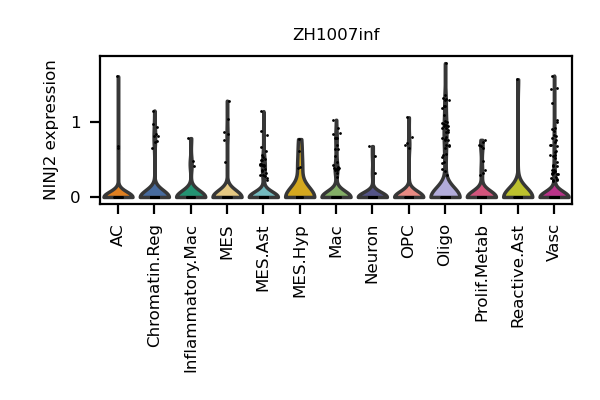 ZH1007inf
NINJ2 expression
1
0
AC
Chromatin.Reg
Inflammatory.Mac
MES
MES.Ast
MES.Hyp
Mac
Neuron
OPC
Oligo
Prolif.Metab
Reactive.Ast
Vasc